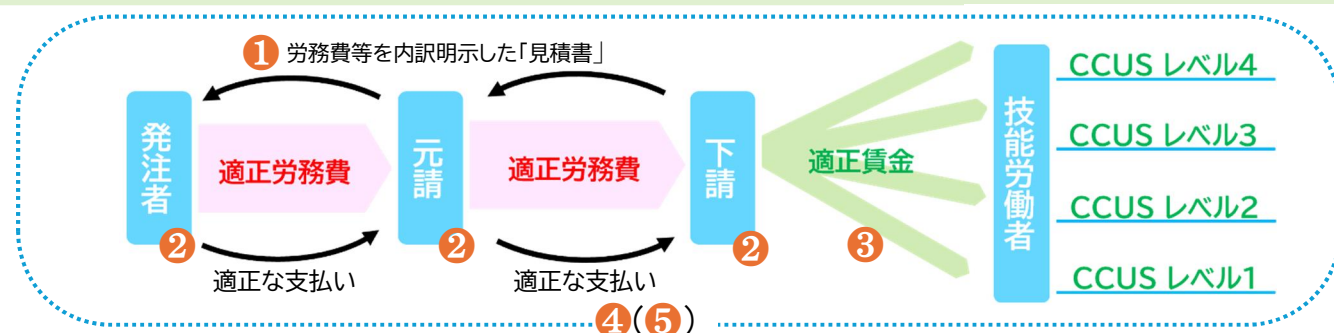 ❶ 労務費等を内訳明示した「見積書」
発注者
適正労務費
元請
適正労務費
下請
適正賃金
技能労働者
CCUS レベル4
CCUS レベル3
CCUS レベル2
CCUS レベル1
❷
❷
❷
❸
適正な支払い
適正な支払い
❹(❺)